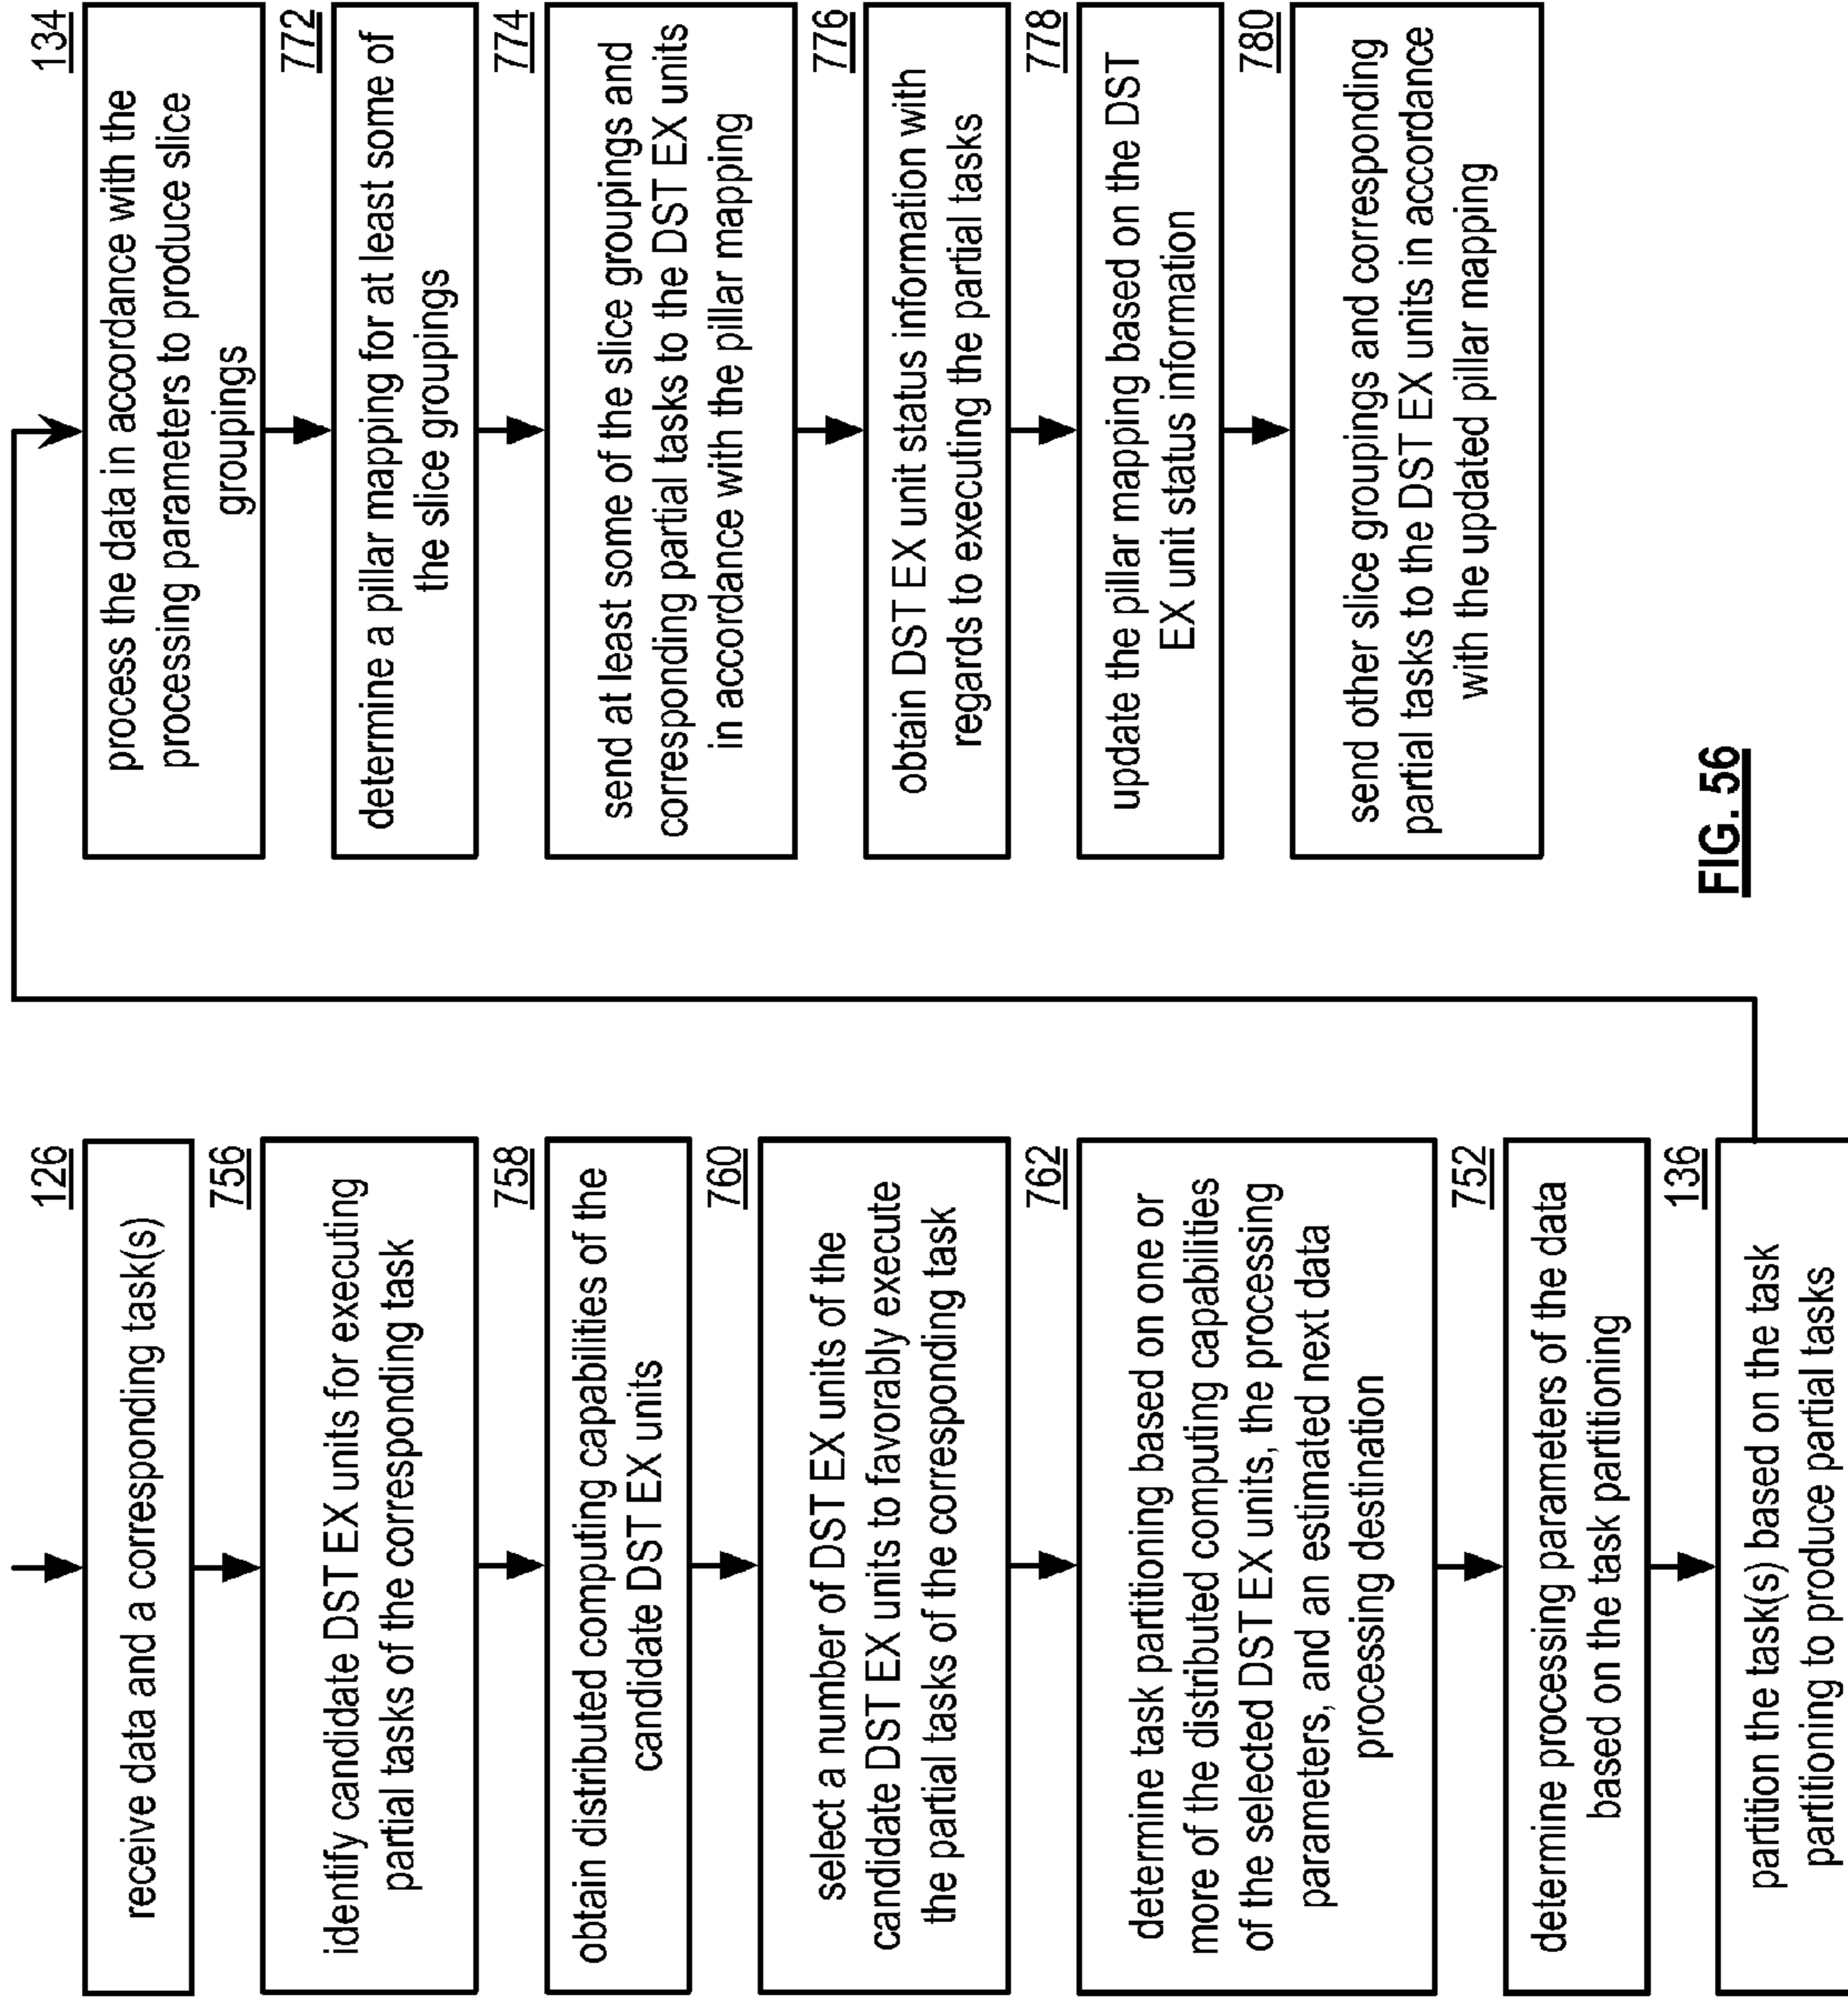 126
receive data and a corresponding task(s)
756
identify candidate DST EX units for executing
partial tasks of the corresponding task
758
obtain distributed computing capabilities of the
candidate DST EX units
760
select a number of DST EX units of the
candidate DST EX units to favorably execute
the partial tasks of the corresponding task
762
determine task partitioning based on one or
more of the distributed computing capabilities
of the selected DST EX units, the processing
parameters, and an estimated next data
processing destination
752
determine processing parameters of the data
based on the task partitioning
136
partition the task(s) based on the task
partitioning to produce partial tasks
134
process the data in accordance with the
processing parameters to produce slice
groupings
772
determine a pillar mapping for at least some of
the slice groupings
774
send at least some of the slice groupings and
corresponding partial tasks to the DST EX units
in accordance with the pillar mapping
776
obtain DST EX unit status information with
regards to executing the partial tasks
778
update the pillar mapping based on the DST
EX unit status information
780
send other slice groupings and corresponding
partial tasks to the DST EX units in accordance
with the updated pillar mapping
FIG. 56